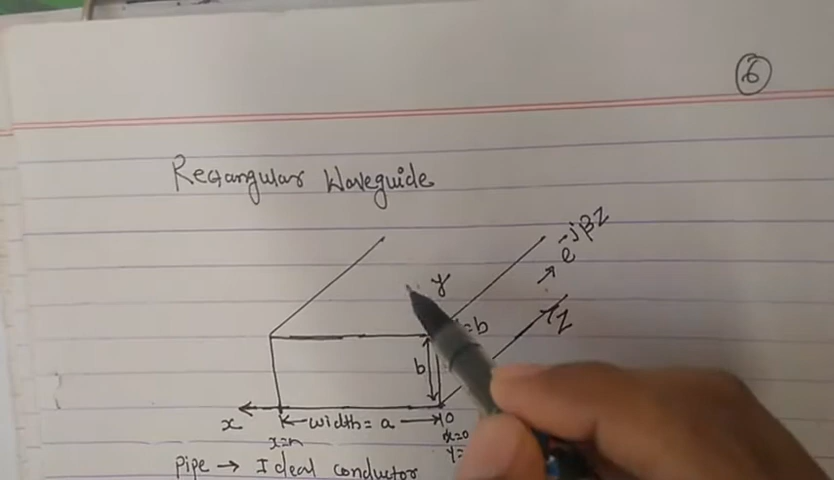 6
Rectangular Waveguide
e^-jβz
y
=b
z
b
x
width = a
0
x=0
y=
Pipe → Ideal conductor